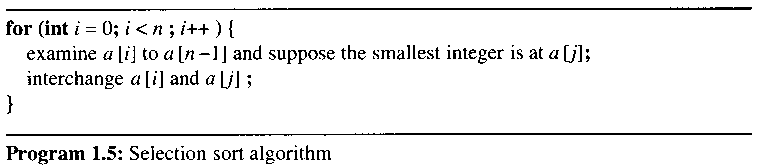 for (int i = 0; i < n ; i++ ) {
examine a [i] to a [n-1] and suppose the smallest integer is at a [j];
interchange a [i] and a [j] ;
}
Program 1.5: Selection sort algorithm